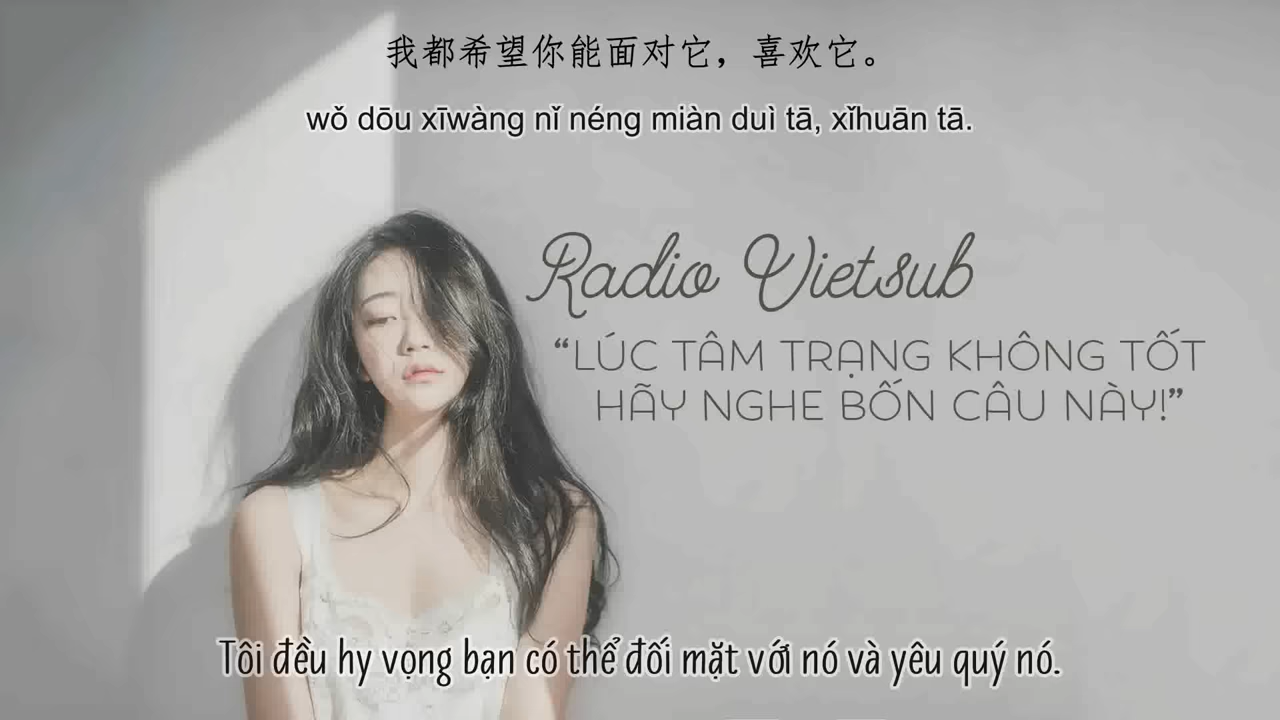 我都希望你能面对它，喜欢它。
wǒ dōu xīwàng nǐ néng miàn duì tā, xǐhuān tā.
Radio Vietsub
“LÚC TÂM TRẠNG KHÔNG TỐT
HÃY NGHE BỐN CÂU NÀY!”
Tôi đều hy vọng bạn có thể đối mặt với nó và yêu quý nó.